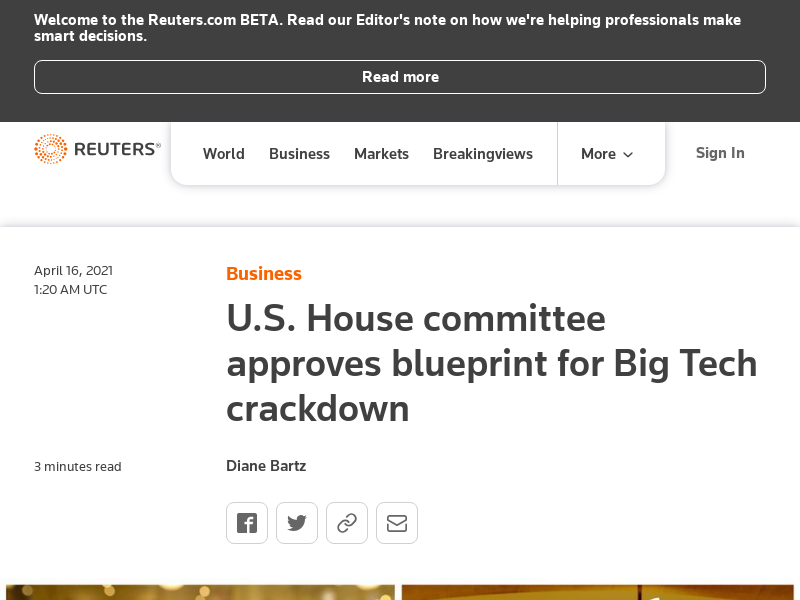 Welcome to the Reuters.com BETA. Read our Editor's note on how we're helping professionals make
smart decisions.
Read more
REUTERS®
World
Business
Markets
Breakingviews
More
Sign In
April 16, 2021
1:20 AM UTC
Business
U.S. House committee
approves blueprint for Big Tech
crackdown
3 minutes read
Diane Bartz